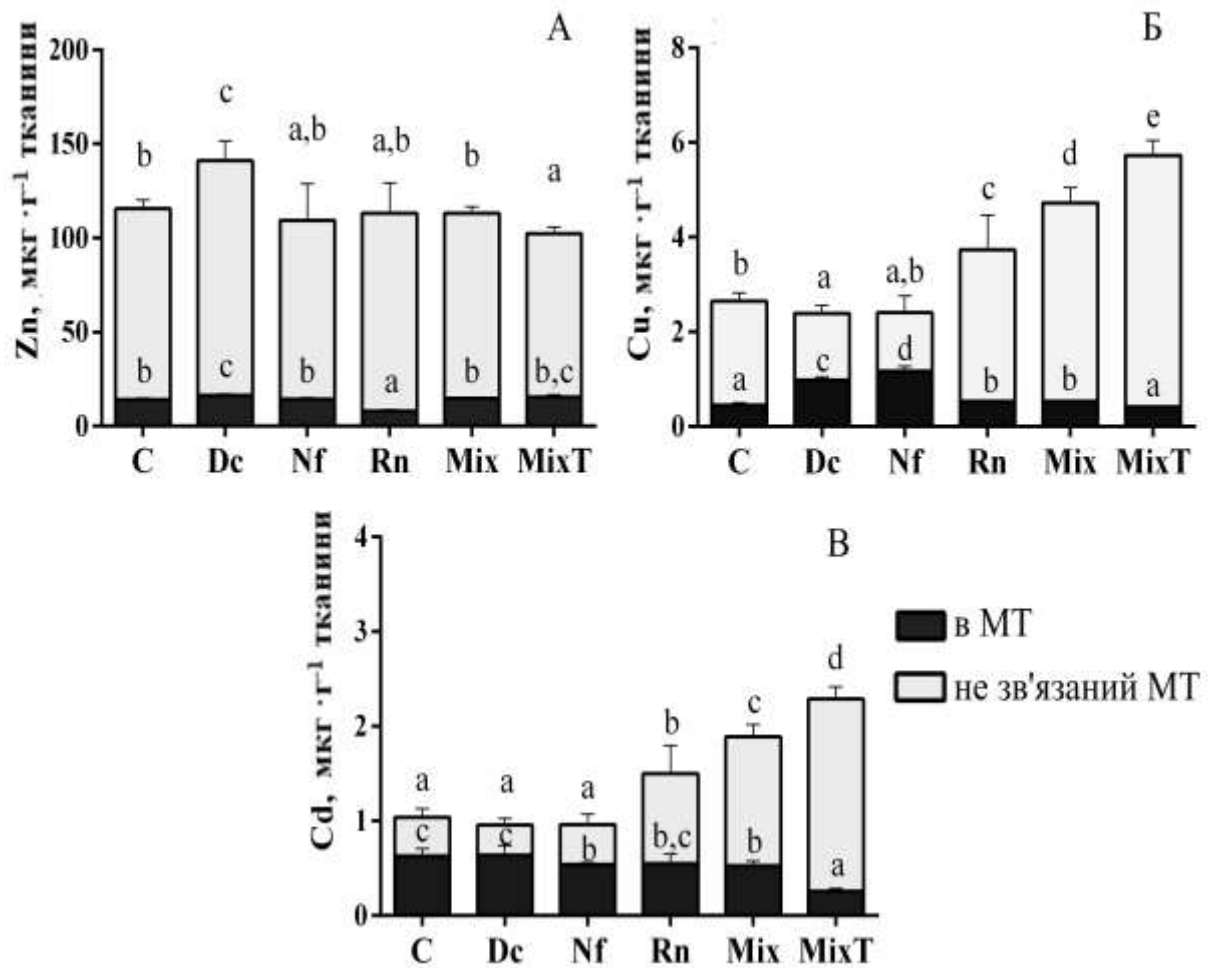 А
Zn, мкг ·г⁻¹ тканини
200
150
100
50
0
b c a,b a,b b a
b c b a b b,c
C Dc Nf Rn Mix MixT
Б
Cu, мкг ·г⁻¹ тканини
8
6
4
2
0
b a a,b c d e
a c d b b a
C Dc Nf Rn Mix MixT
В
Cd, мкг ·г⁻¹ тканини
4
3
2
1
0
a a a b c d
c c b b,c b a
C Dc Nf Rn Mix MixT
в МТ
не зв'язаний МТ